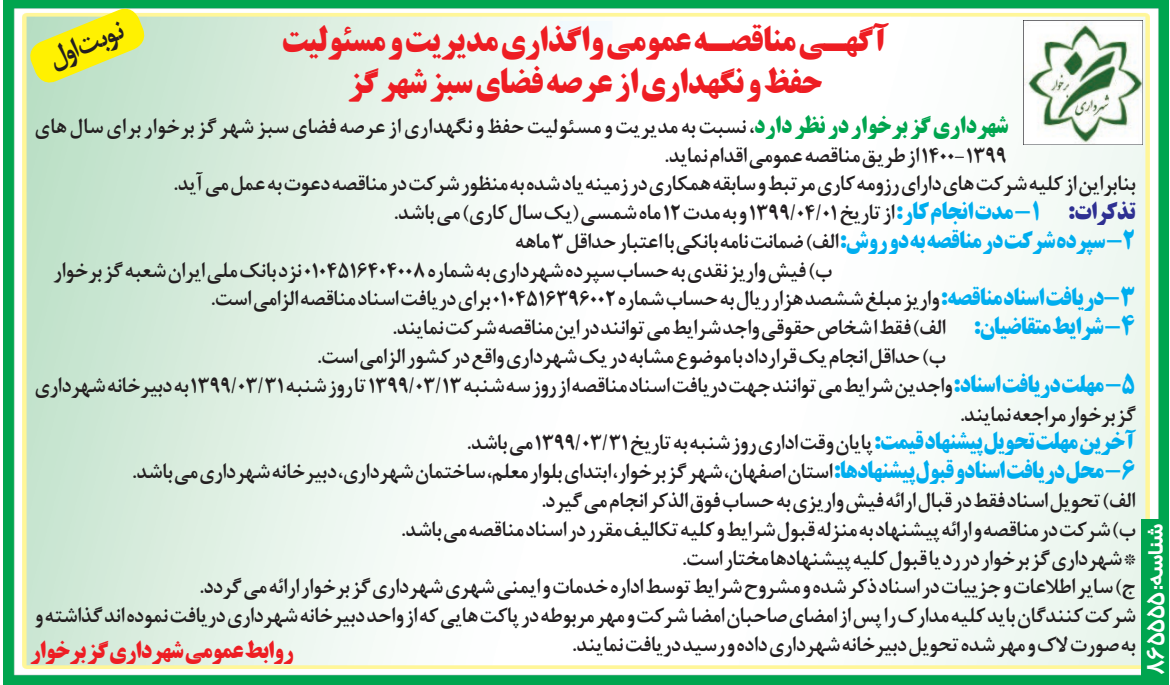 نوبت اول
آگهی مناقصه عمومی واگذاری مدیریت و مسئولیت
حفظ و نگهداری از عرصه فضای سبز شهر گز
شهرداری گز برخوار
شهرداری گز برخوار در نظر دارد، نسبت به مدیریت و مسئولیت حفظ و نگهداری از عرصه فضای سبز شهر گز برخوار برای سال های
۱۳۹۹-۱۴۰۰ از طریق مناقصه عمومی اقدام نماید.
بنابراین از کلیه شرکت های دارای رزومه کاری مرتبط و سابقه همکاری در زمینه یاد شده به منظور شرکت در مناقصه دعوت به عمل می آید.
تذکرات: ۱- مدت انجام کار: از تاریخ ۱۳۹۹/۰۴/۰۱ و به مدت ۱۲ ماه شمسی (یک سال کاری) می باشد.
۲- سپرده شرکت در مناقصه به دو روش: الف) ضمانت نامه بانکی با اعتبار حداقل ۳ ماهه
ب) فیش واریز نقدی به حساب سپرده شهرداری به شماره ۰۱۰۴۵۱۶۴۰۴۰۰۸ نزد بانک ملی ایران شعبه گز برخوار
۳- دریافت اسناد مناقصه: واریز مبلغ ششصد هزار ریال به حساب شماره ۰۱۰۴۵۱۶۳۹۶۰۰۲ برای دریافت اسناد مناقصه الزامی است.
۴- شرایط متقاضیان: الف) فقط اشخاص حقوقی واجد شرایط می توانند در این مناقصه شرکت نمایند.
ب) حداقل انجام یک قرارداد با موضوع مشابه در یک شهرداری واقع در کشور الزامی است.
۵- مهلت دریافت اسناد: واجدین شرایط می توانند جهت دریافت اسناد مناقصه از روز سه شنبه ۱۳۹۹/۰۳/۱۳ تا روز شنبه ۱۳۹۹/۰۳/۳۱ به دبیرخانه شهرداری
گز برخوار مراجعه نمایند.
آخرین مهلت تحویل پیشنهاد قیمت: پایان وقت اداری روز شنبه به تاریخ ۱۳۹۹/۰۳/۳۱ می باشد.
۶- محل دریافت اسناد و قبول پیشنهادها: استان اصفهان، شهر گز برخوار، ابتدای بلوار معلم، ساختمان شهرداری، دبیرخانه شهرداری می باشد.
الف) تحویل اسناد فقط در قبال ارائه فیش واریزی به حساب فوق الذکر انجام می گیرد.
ب) شرکت در مناقصه و ارائه پیشنهاد به منزله قبول شرایط و کلیه تکالیف مقرر در اسناد مناقصه می باشد.
*شهرداری گز برخوار در رد یا قبول کلیه پیشنهادها مختار است.
ج) سایر اطلاعات و جزییات در اسناد ذکر شده و مشروح شرایط توسط اداره خدمات و ایمنی شهری شهرداری گز برخوار ارائه می گردد.
شرکت کنندگان باید کلیه مدارک را پس از امضای صاحبان امضا شرکت و مهر مربوطه در پاکت هایی که از واحد دبیرخانه شهرداری دریافت نموده اند گذاشته و
به صورت لاک و مهر شده تحویل دبیرخانه شهرداری داده و رسید دریافت نمایند.
روابط عمومی شهرداری گز برخوار
شناسه: ۸۶۵۵۵۵